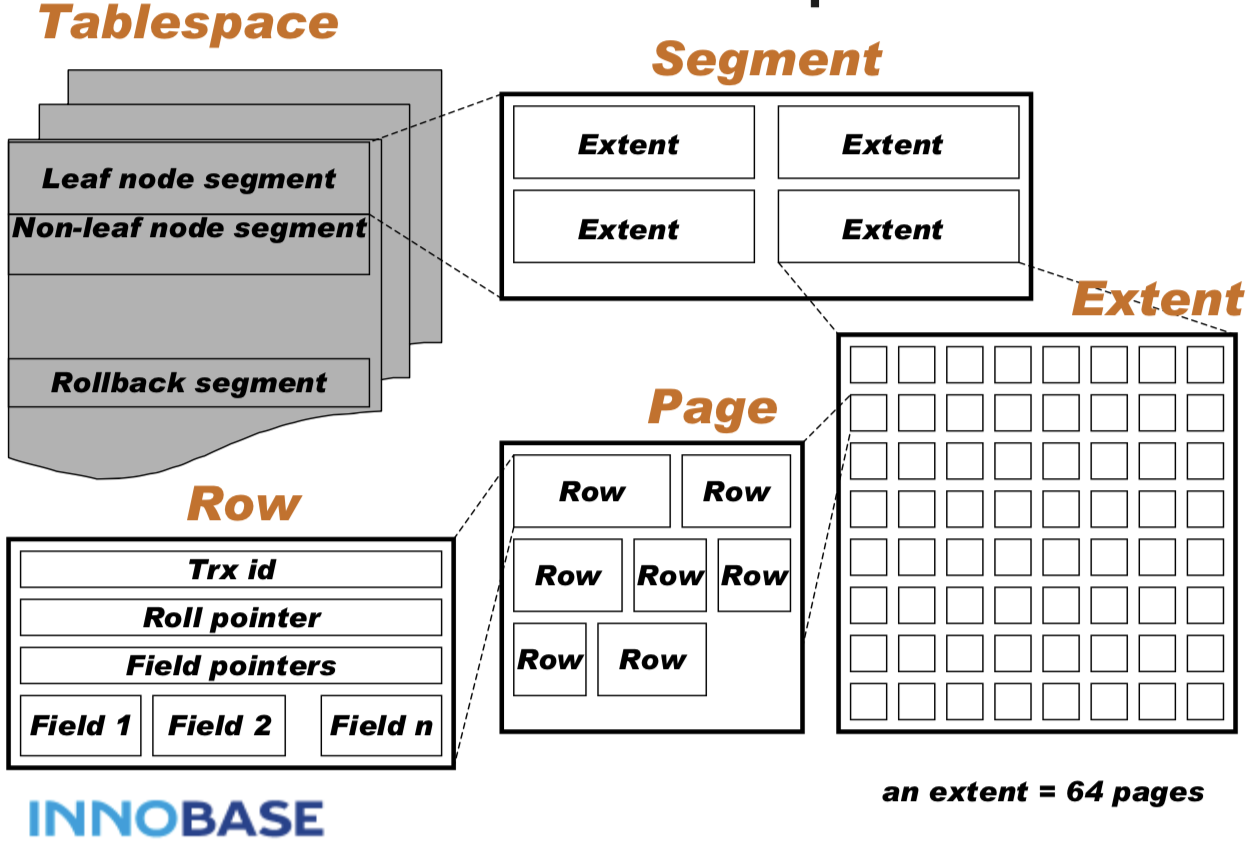 Tablespace
Leaf node segment
Non-leaf node segment
Rollback segment
Segment
Extent Extent
Extent Extent
Extent
an extent = 64 pages
Page
Row Row
Row Row Row
Row Row
Row
Trx id
Roll pointer
Field pointers
Field 1 Field 2 Field n
INNOBASE